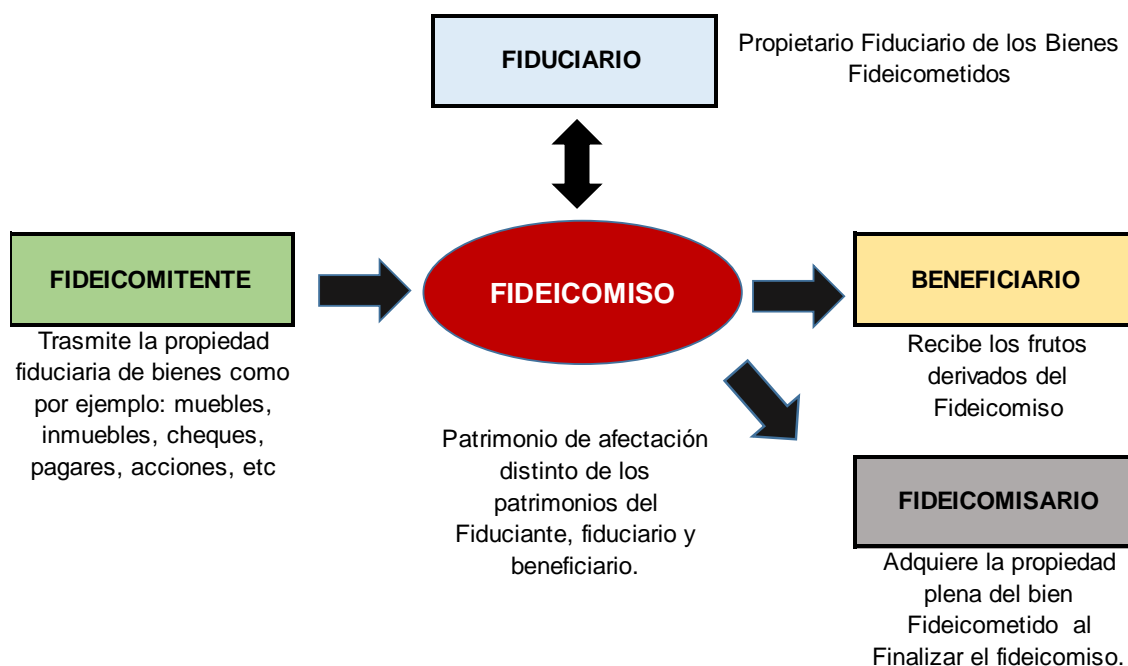 FIDUCIARIO
Propietario Fiduciario de los Bienes
Fideicometidos
FIDEICOMITENTE
Trasmite la propiedad
fiduciaria de bienes como
por ejemplo: muebles,
inmuebles, cheques,
pagares, acciones, etc
FIDEICOMISO
Patrimonio de afectación
distinto de los
patrimonios del
Fiduciante, fiduciario y
beneficiario.
BENEFICIARIO
Recibe los frutos
derivados del
Fideicomiso
FIDEICOMISARIO
Adquiere la propiedad
plena del bien
Fideicometido al
Finalizar el fideicomiso.